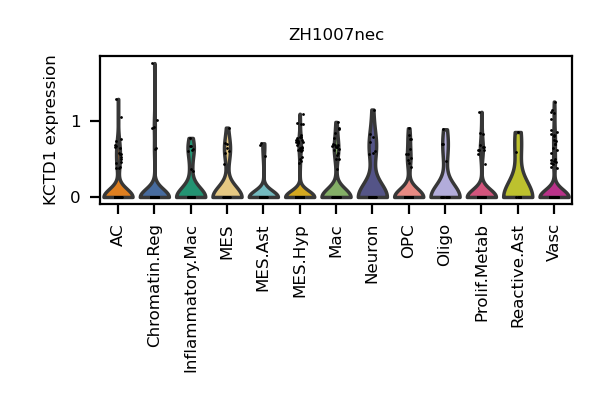 ZH1007nec
KCTD1 expression
1
0
AC
Chromatin.Reg
Inflammatory.Mac
MES
MES.Ast
MES.Hyp
Mac
Neuron
OPC
Oligo
Prolif.Metab
Reactive.Ast
Vasc